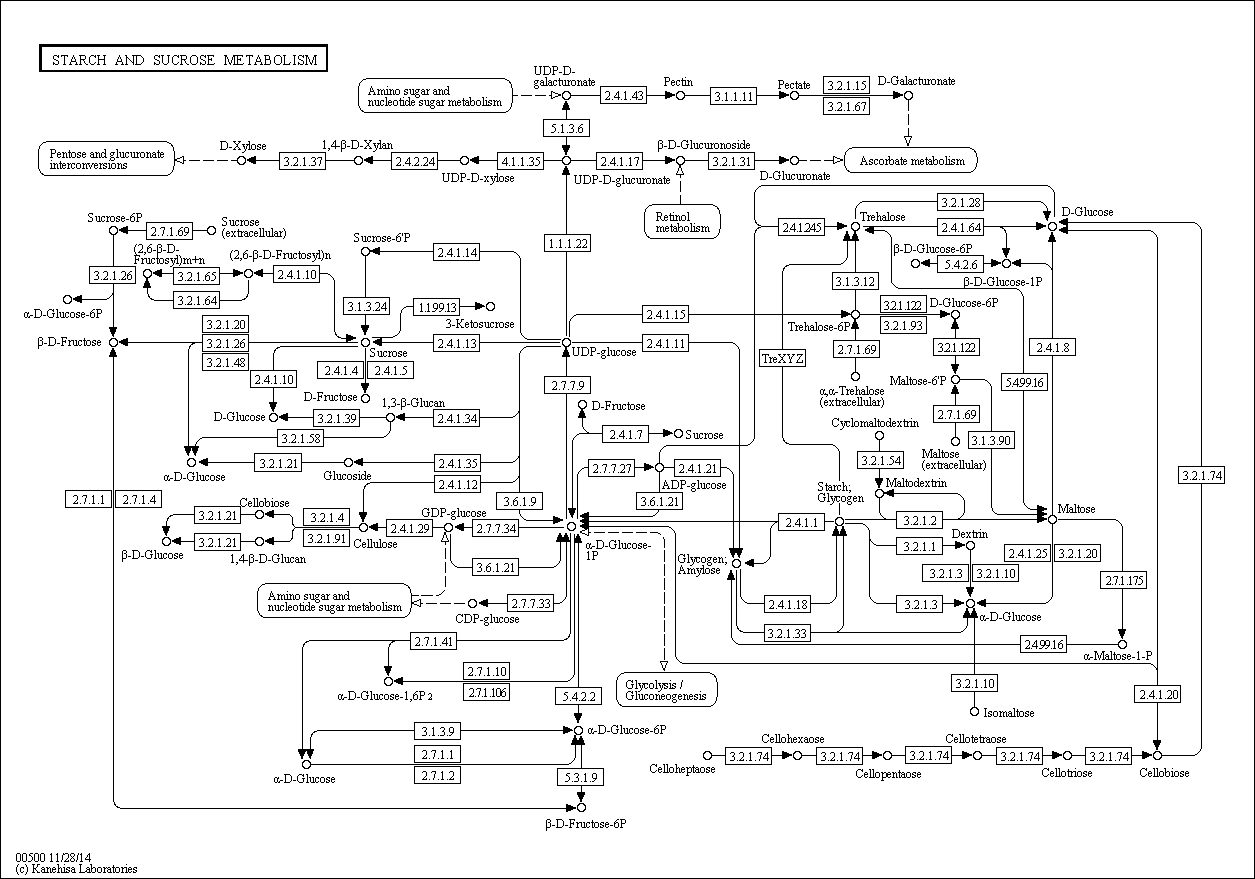 STARCH AND SUCROSE METABOLISM
UDP-D-
galacturonate
Amino sugar and
nucleotide sugar metabolism
2.4.1.43
Pectin
3.1.1.11
Pectate
3.2.1.15
3.2.1.67
D-Galacturonate
5.1.3.6
Pentose and glucuronate
interconversions
D-Xylose
3.2.1.37
1,4-β-D-Xylan
2.4.2.24
UDP-D-xylose
4.1.1.35
2.4.1.17
UDP-D-glucuronate
β-D-Glucuronoside
3.2.1.31
D-Glucuronate
Ascorbate metabolism
Retinol
metabolism
Sucrose-6P
2.7.1.69
Sucrose
(extracellular)
(2,6-β-D-
Fructosyl)m+n
(2,6-β-D-Fructosyl)n
3.2.1.26
3.2.1.65
3.2.1.64
2.4.1.10
α-D-Glucose-6P
Sucrose-6'P
2.4.1.14
1.1.1.22
3.1.3.24
1.1.99.13
3-Ketosucrose
β-D-Fructose
3.2.1.20
3.2.1.26
3.2.1.48
Sucrose
2.4.1.13
UDP-glucose
2.4.1.15
2.4.1.11
2.4.1.10
2.4.1.4
2.4.1.5
D-Fructose
2.7.7.9
D-Fructose
D-Glucose
3.2.1.39
1,3-β-Glucan
2.4.1.34
3.2.1.58
2.4.1.7
Sucrose
α-D-Glucose
3.2.1.21
Glucoside
2.4.1.35
2.4.1.12
2.7.7.27
ADP-glucose
2.4.1.21
3.6.1.9
3.6.1.21
2.7.1.1
2.7.1.4
Cellobiose
3.2.1.21
3.2.1.4
3.2.1.91
3.2.1.21
β-D-Glucose
1,4-β-D-Glucan
Cellulose
2.4.1.29
GDP-glucose
2.7.7.34
3.6.1.21
α-D-Glucose-
1P
Amino sugar and
nucleotide sugar metabolism
CDP-glucose
2.7.7.33
2.7.1.41
2.7.1.10
2.7.1.106
α-D-Glucose-1,6P2
5.4.2.2
3.1.3.9
α-D-Glucose-6P
2.7.1.1
2.7.1.2
α-D-Glucose
5.3.1.9
β-D-Fructose-6P
Glycolysis /
Gluconeogenesis
2.4.1.245
Trehalose
3.2.1.28
2.4.1.64
D-Glucose
β-D-Glucose-6P
5.4.2.6
β-D-Glucose-1P
3.1.3.12
Trehalose-6P
3.2.1.122
3.2.1.93
D-Glucose-6P
TreXYZ
2.7.1.69
α,α-Trehalose
(extracellular)
3.2.1.122
Maltose-6'P
2.7.1.69
3.1.3.90
Maltose
(extracellular)
2.4.1.8
5.4.99.16
Cyclomaltodextrin
3.2.1.54
Maltodextrin
Starch;
Glycogen
3.2.1.74
2.4.1.1
3.2.1.2
Maltose
Dextrin
3.2.1.1
Glycogen;
Amylose
3.2.1.3
3.2.1.10
2.4.1.25
3.2.1.20
2.7.1.175
2.4.1.18
3.2.1.3
α-D-Glucose
3.2.1.33
2.4.99.16
α-Maltose-1-P
3.2.1.10
Isomaltose
2.4.1.20
Celloheptaose
3.2.1.74
Cellohexaose
3.2.1.74
Cellopentaose
3.2.1.74
Cellotetraose
3.2.1.74
Cellotriose
3.2.1.74
Cellobiose
00500 11/28/14
(c) Kanehisa Laboratories